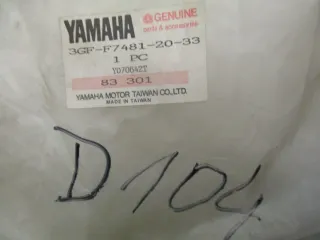 YAMAHA
GENUINE
parts & accessories
3GF-F7481-20-33
1 PC
YD70642T
83 301
YAMAHA MOTOR TAIWAN CO.,LTD.
MADE IN TAIWAN
D104